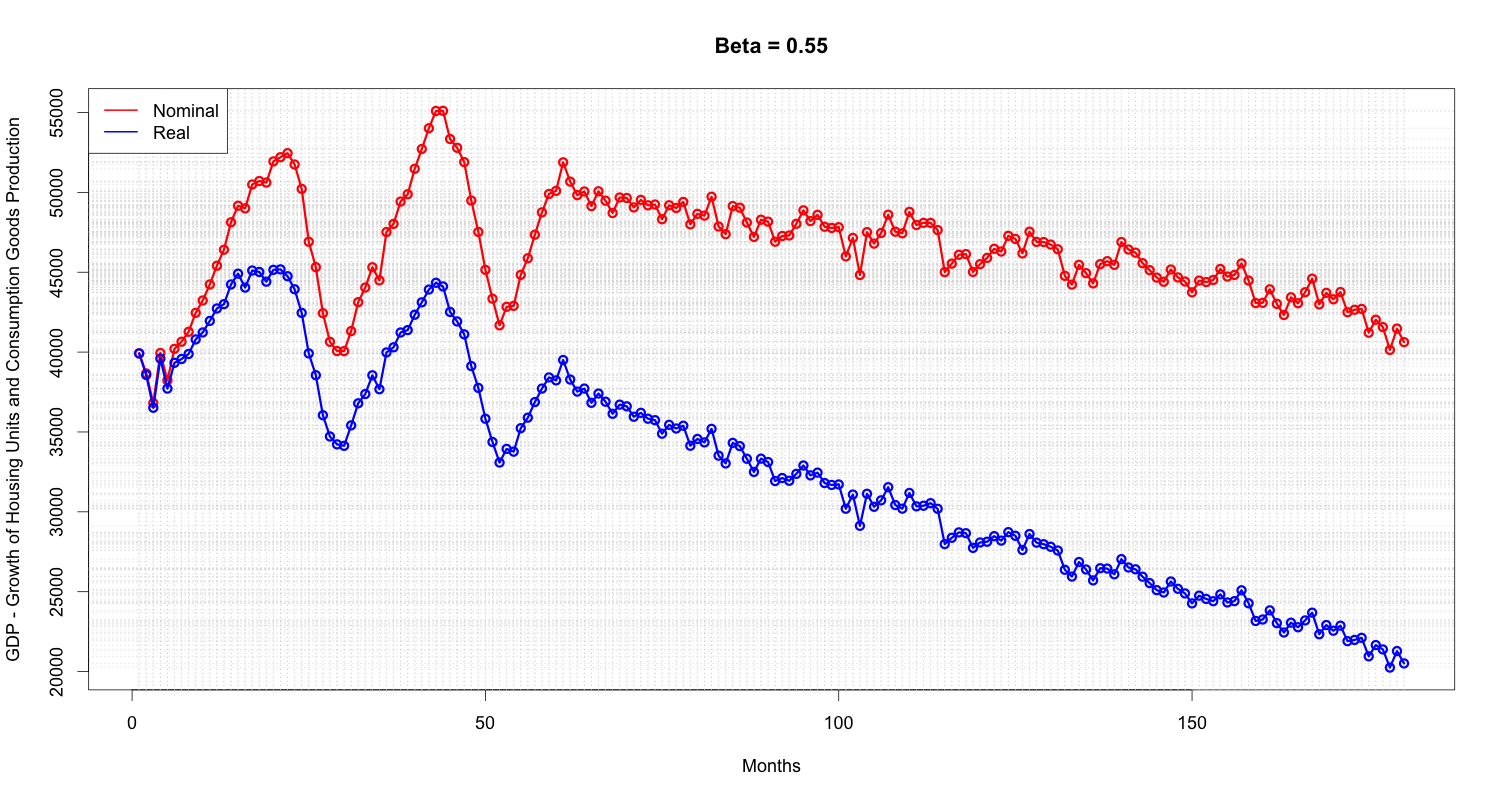 Beta = 0.55
Nominal
Real
GDP - Growth of Housing Units and Consumption Goods Production
55000
50000
45000
40000
35000
30000
25000
20000
0 50 100 150
Months